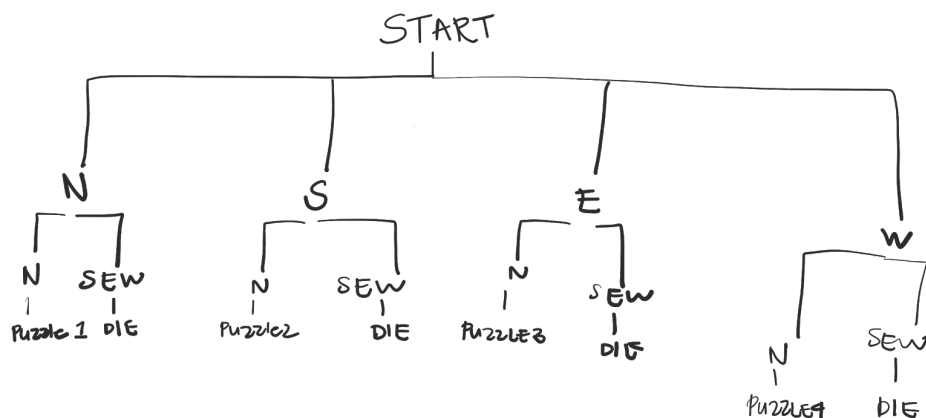 START
N
S
E
W
N SEW
N SEW
N SEW
N SEW
Puzzle 1 DIE
Puzzle2 DIE
PUZZLE3 DIE
PUZZLE4 DIE